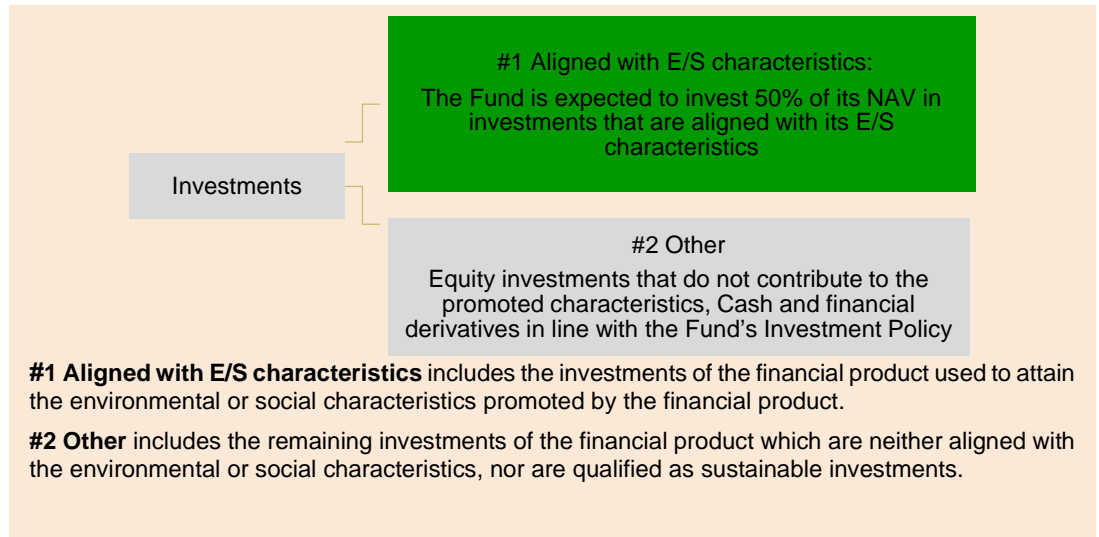 #1 Aligned with E/S characteristics:
The Fund is expected to invest 50% of its NAV in
investments that are aligned with its E/S
characteristics
Investments
#2 Other
Equity investments that do not contribute to the
promoted characteristics, Cash and financial
derivatives in line with the Fund’s Investment Policy
#1 Aligned with E/S characteristics includes the investments of the financial product used to attain
the environmental or social characteristics promoted by the financial product.
#2 Other includes the remaining investments of the financial product which are neither aligned with
the environmental or social characteristics, nor are qualified as sustainable investments.